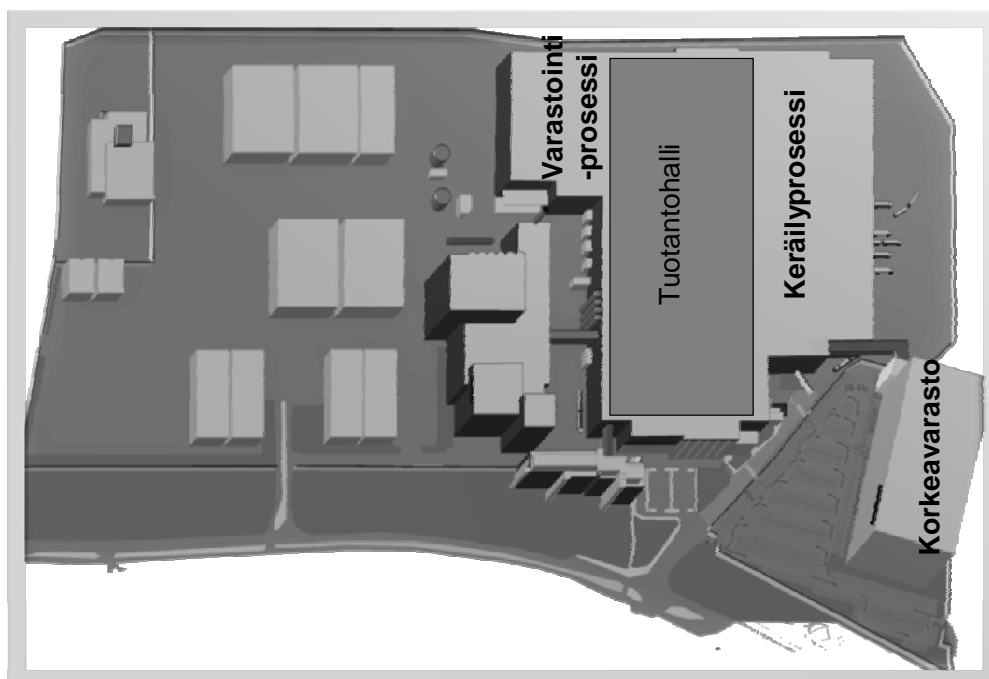 Varastointi
-prosessi
Tuotantohalli
Keräilyprosessi
Korkeavarasto